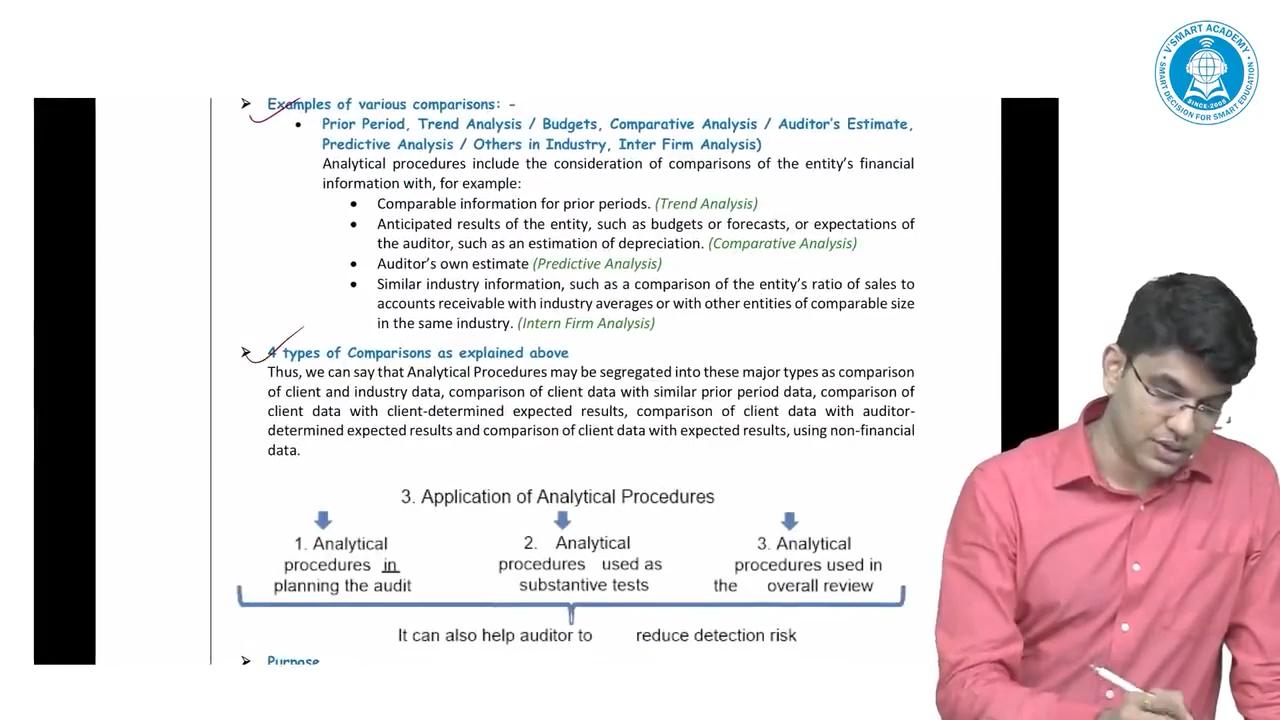 V'SMART ACADEMY
SMART DECISION FOR SMART EDUCATION
SINCE-2005
➢ Examples of various comparisons: -
• Prior Period, Trend Analysis / Budgets, Comparative Analysis / Auditor's Estimate,
Predictive Analysis / Others in Industry, Inter Firm Analysis)
Analytical procedures include the consideration of comparisons of the entity's financial
information with, for example:
• Comparable information for prior periods. (Trend Analysis)
• Anticipated results of the entity, such as budgets or forecasts, or expectations of
the auditor, such as an estimation of depreciation. (Comparative Analysis)
• Auditor's own estimate (Predictive Analysis)
• Similar industry information, such as a comparison of the entity's ratio of sales to
accounts receivable with industry averages or with other entities of comparable size
in the same industry. (Intern Firm Analysis)
➢ 4 types of Comparisons as explained above
Thus, we can say that Analytical Procedures may be segregated into these major types as comparison
of client and industry data, comparison of client data with similar prior period data, comparison of
client data with client-determined expected results, comparison of client data with auditor-
determined expected results and comparison of client data with expected results, using non-financial
data.
3. Application of Analytical Procedures
1. Analytical
procedures in
planning the audit
2. Analytical
procedures used as
substantive tests
3. Analytical
procedures used in
the overall review
It can also help auditor to reduce detection risk
➢ Purpose